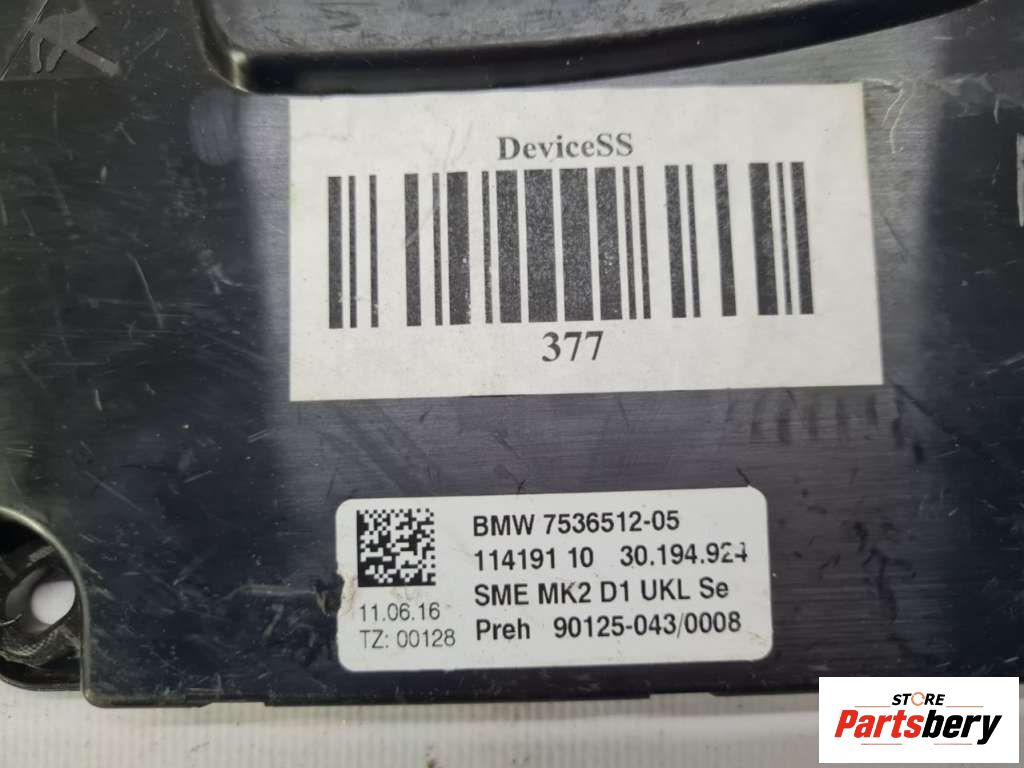 DeviceSS
377
BMW 7536512-05
114191 10 30.194.924
SME MK2 D1 UKL Se
11.06.16
TZ: 00128
Preh 90125-043/0008
STORE
Partsbery